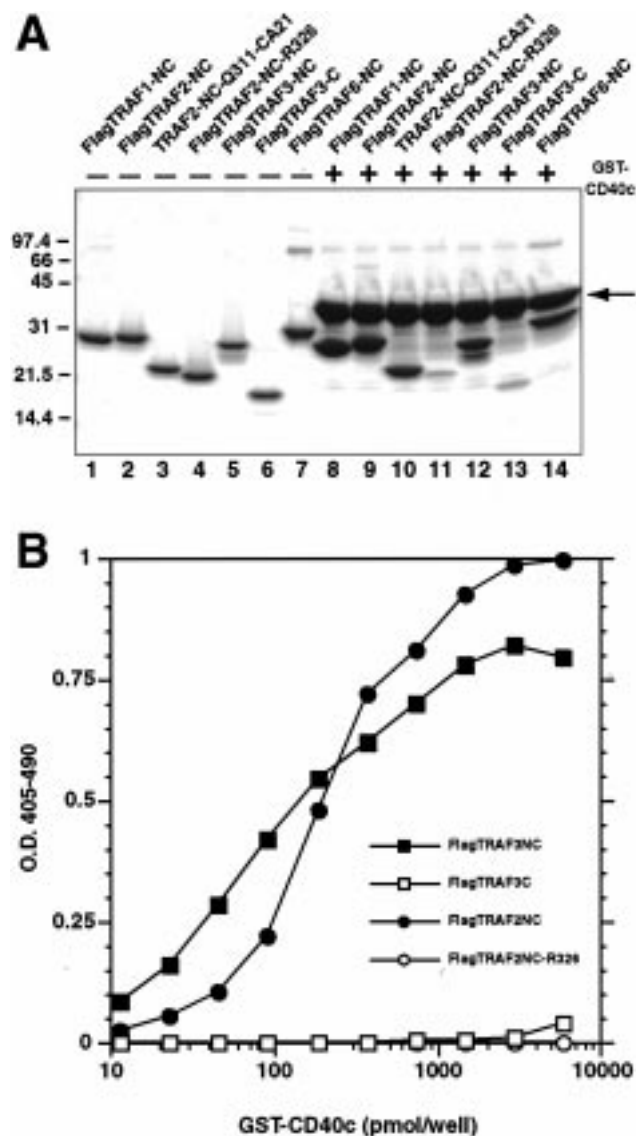 A
FlagTRAF1-NC
FlagTRAF2-NC
TRAF2-NC-Q311-CA21
FlagTRAF2-NC-R326
FlagTRAF3-NC
FlagTRAF3-C
FlagTRAF6-NC
FlagTRAF1-NC
FlagTRAF2-NC
TRAF2-NC-Q311-CA21
FlagTRAF2-NC-R326
FlagTRAF3-NC
FlagTRAF3-C
FlagTRAF6-NC
− − − − − − − + + + + + + + GST-
CD40c
97.4 –
66 –
45 –
31 –
21.5 –
14.4 –
1 2 3 4 5 6 7 8 9 10 11 12 13 14
B
1
0.75
0.5
0.25
0
O.D. 405-490
FlagTRAF3NC
FlagTRAF3C
FlagTRAF2NC
FlagTRAF2NC-R326
10 100 1000 10000
GST-CD40c (pmol/well)